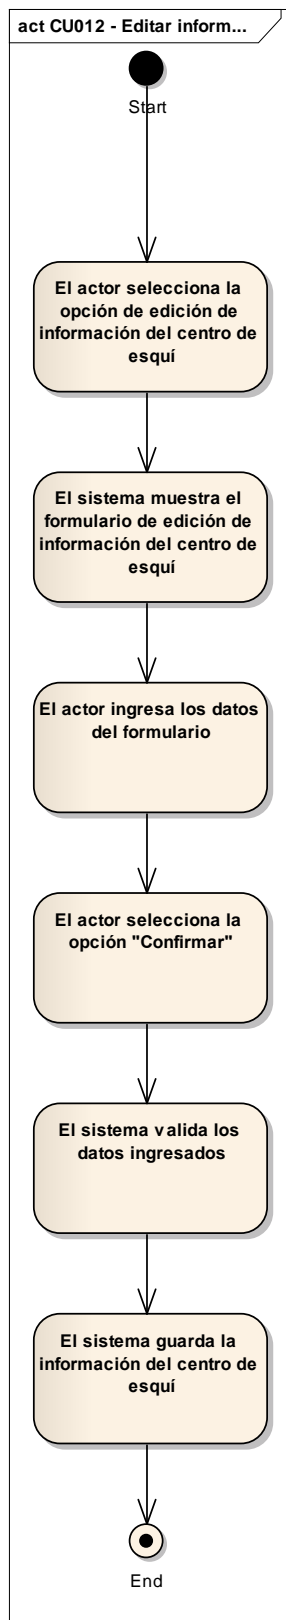 act CU012 - Editar inform...
Start
El actor selecciona la
opción de edición de
información del centro de
esquí
El sistema muestra el
formulario de edición de
información del centro de
esquí
El actor ingresa los datos
del formulario
El actor selecciona la
opción "Confirmar"
El sistema valida los
datos ingresados
El sistema guarda la
información del centro de
esquí
End